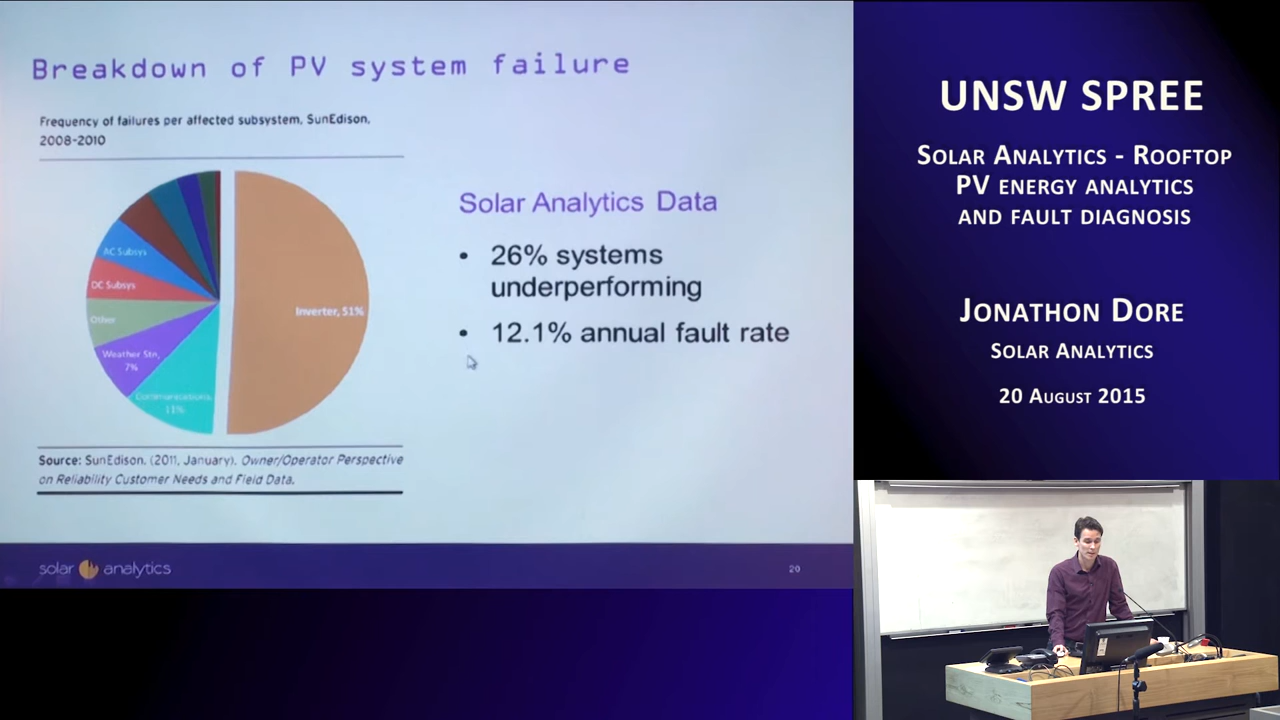 Breakdown of PV system failure
Frequency of failures per affected subsystem, SunEdison,
2008-2010
AC Subsys
DC Subsys
Other
Weather Stn,
7%
Communications,
11%
Inverter, 51%
Source: SunEdison. (2011, January). Owner/Operator Perspective
on Reliability Customer Needs and Field Data.
Solar Analytics Data
• 26% systems
underperforming
• 12.1% annual fault rate
solar analytics
20
UNSW SPREE
Solar Analytics - Rooftop
PV energy analytics
and fault diagnosis
Jonathon Dore
Solar Analytics
20 August 2015